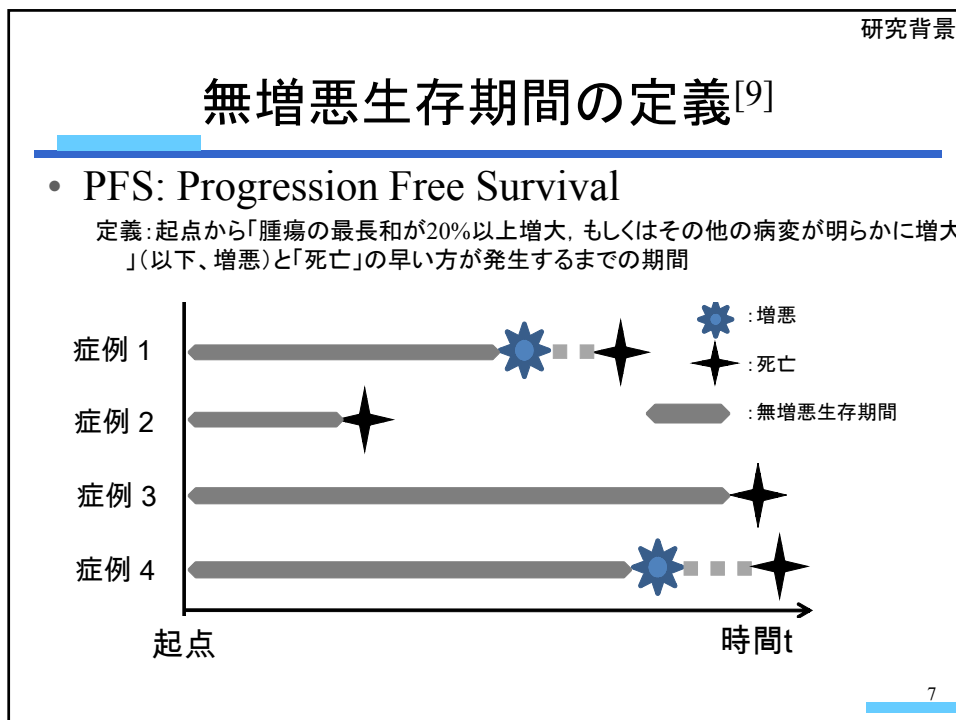 研究背景
無増悪生存期間の定義[9]
• PFS: Progression Free Survival
定義:起点から「腫瘍の最長和が20%以上増大, もしくはその他の病変が明らかに増大
」(以下、増悪)と「死亡」の早い方が発生するまでの期間
:増悪
症例 1
:死亡
症例 2
:無増悪生存期間
症例 3
症例 4
起点
時間t
7